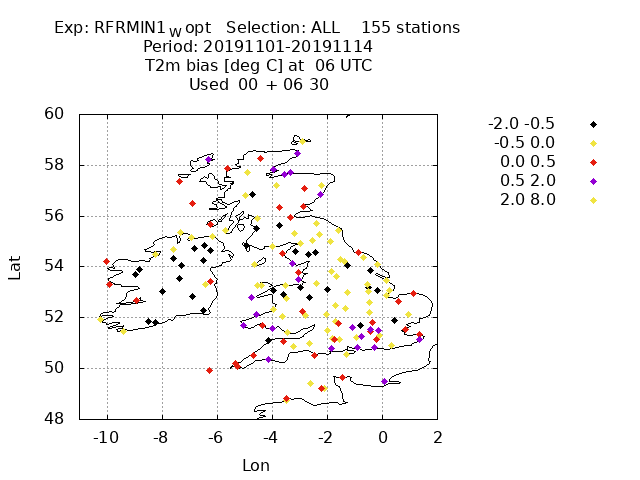 Exp: RFRMIN1 W opt Selection: ALL 155 stations
Period: 20191101-20191114
T2m bias [deg C] at 06 UTC
Used 00 + 06 30
-2.0 -0.5
-0.5 0.0
0.0 0.5
0.5 2.0
2.0 8.0
60
58
56
54
52
50
48
Lat
-10 -8 -6 -4 -2 0 2
Lon